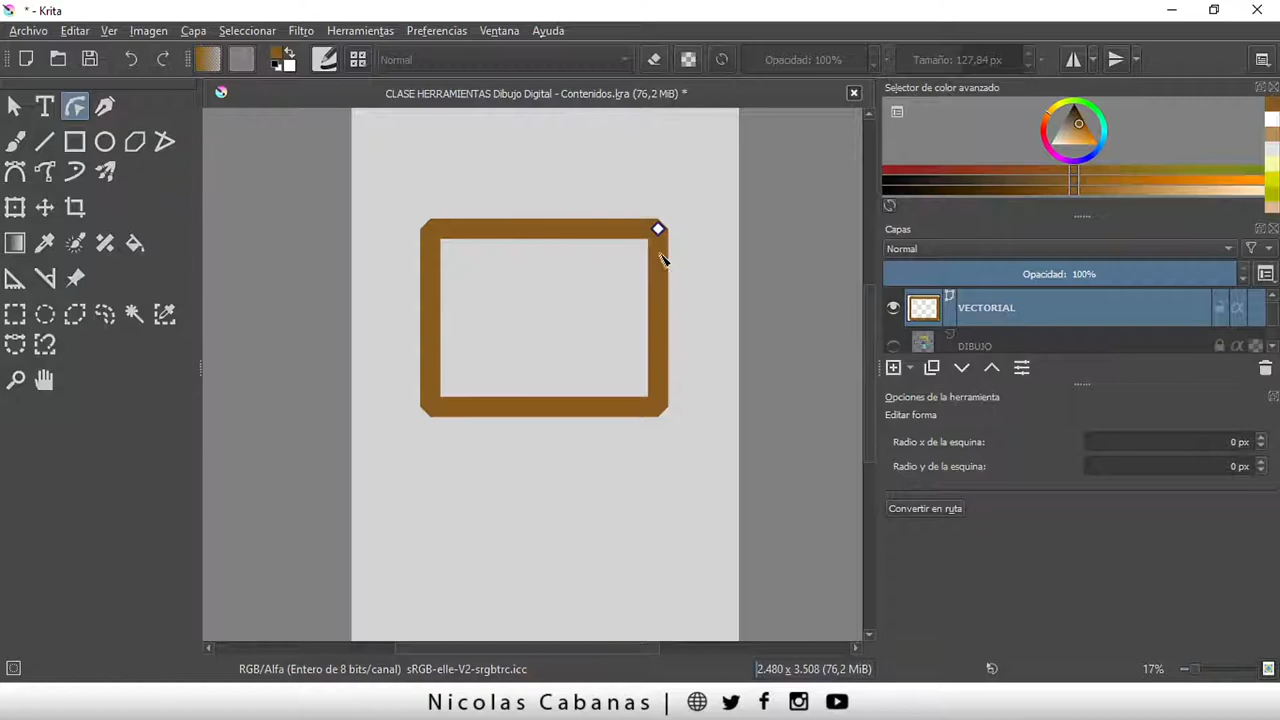 * - Krita
Archivo Editar Ver Imagen Capa Seleccionar Filtro Herramientas Preferencias Ventana Ayuda
Normal Opacidad: 100% Tamaño: 127,84 px
CLASE HERRAMIENTAS Dibujo Digital - Contenidos.kra (76,2 MiB) *
Selector de color avanzado
Capas
Normal
Opacidad: 100%
VECTORIAL
DIBUJO
Opciones de la herramienta
Editar forma
Radio x de la esquina: 0 px
Radio y de la esquina: 0 px
Convertir en ruta
RGB/Alfa (Entero de 8 bits/canal) sRGB-elle-V2-srgbtrc.icc 2.480 x 3.508 (76,2 MiB) 17%
Nicolas Cabanas |